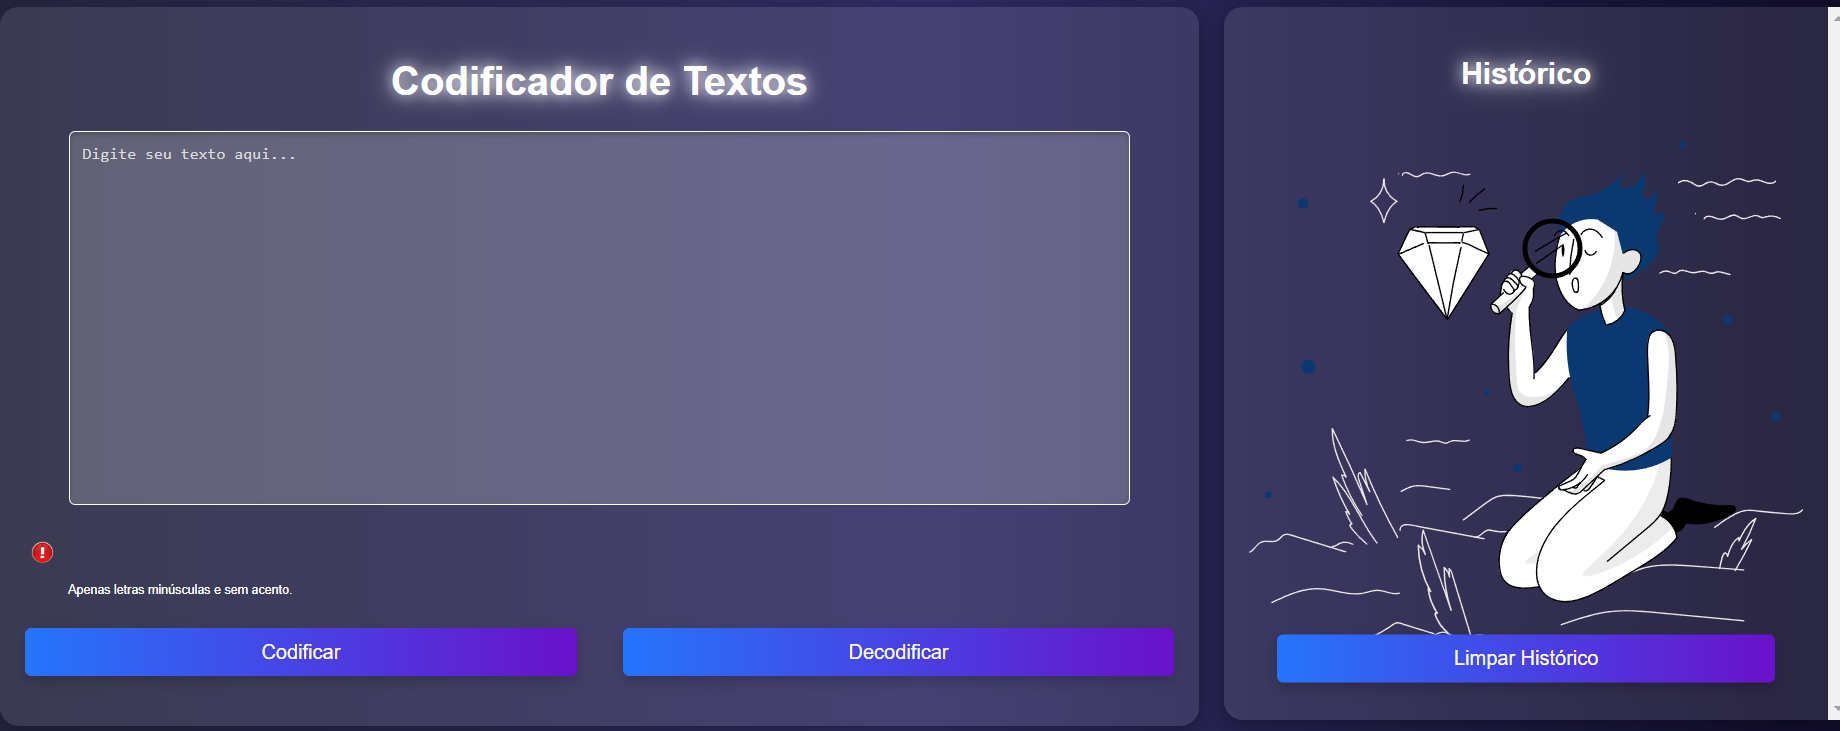 Codificador de Textos
Digite seu texto aqui...
Apenas letras minúsculas e sem acento.
Codificar
Decodificar
Histórico
Limpar Histórico